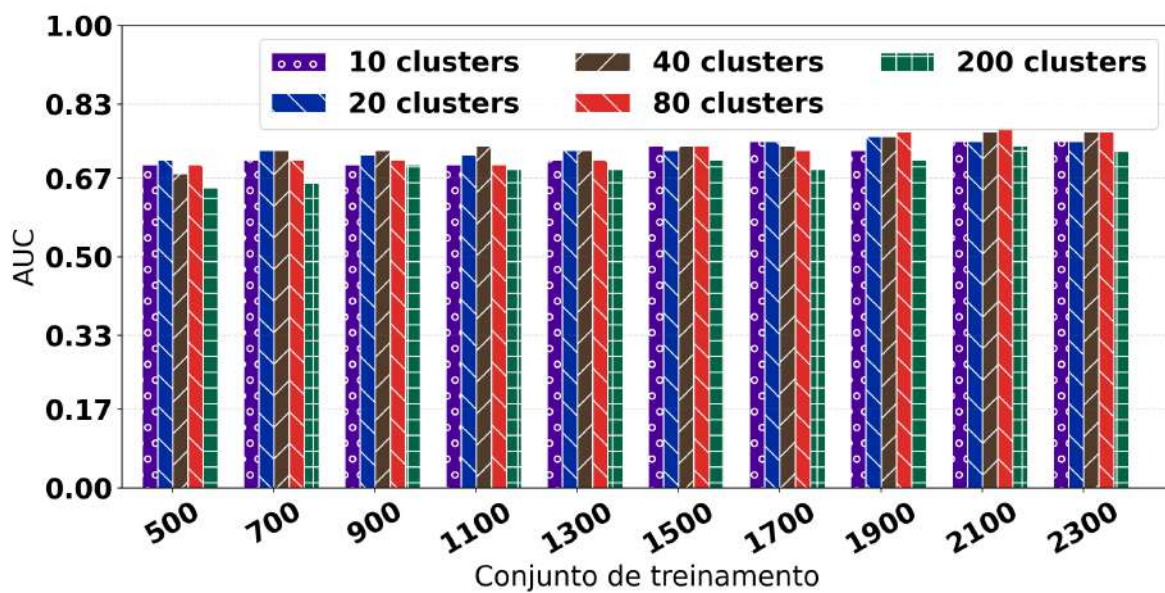 1.00
0.83
0.67
0.50
0.33
0.17
0.00
AUC
10 clusters
20 clusters
40 clusters
80 clusters
200 clusters
500
700
900
1100
1300
1500
1700
1900
2100
2300
Conjunto de treinamento